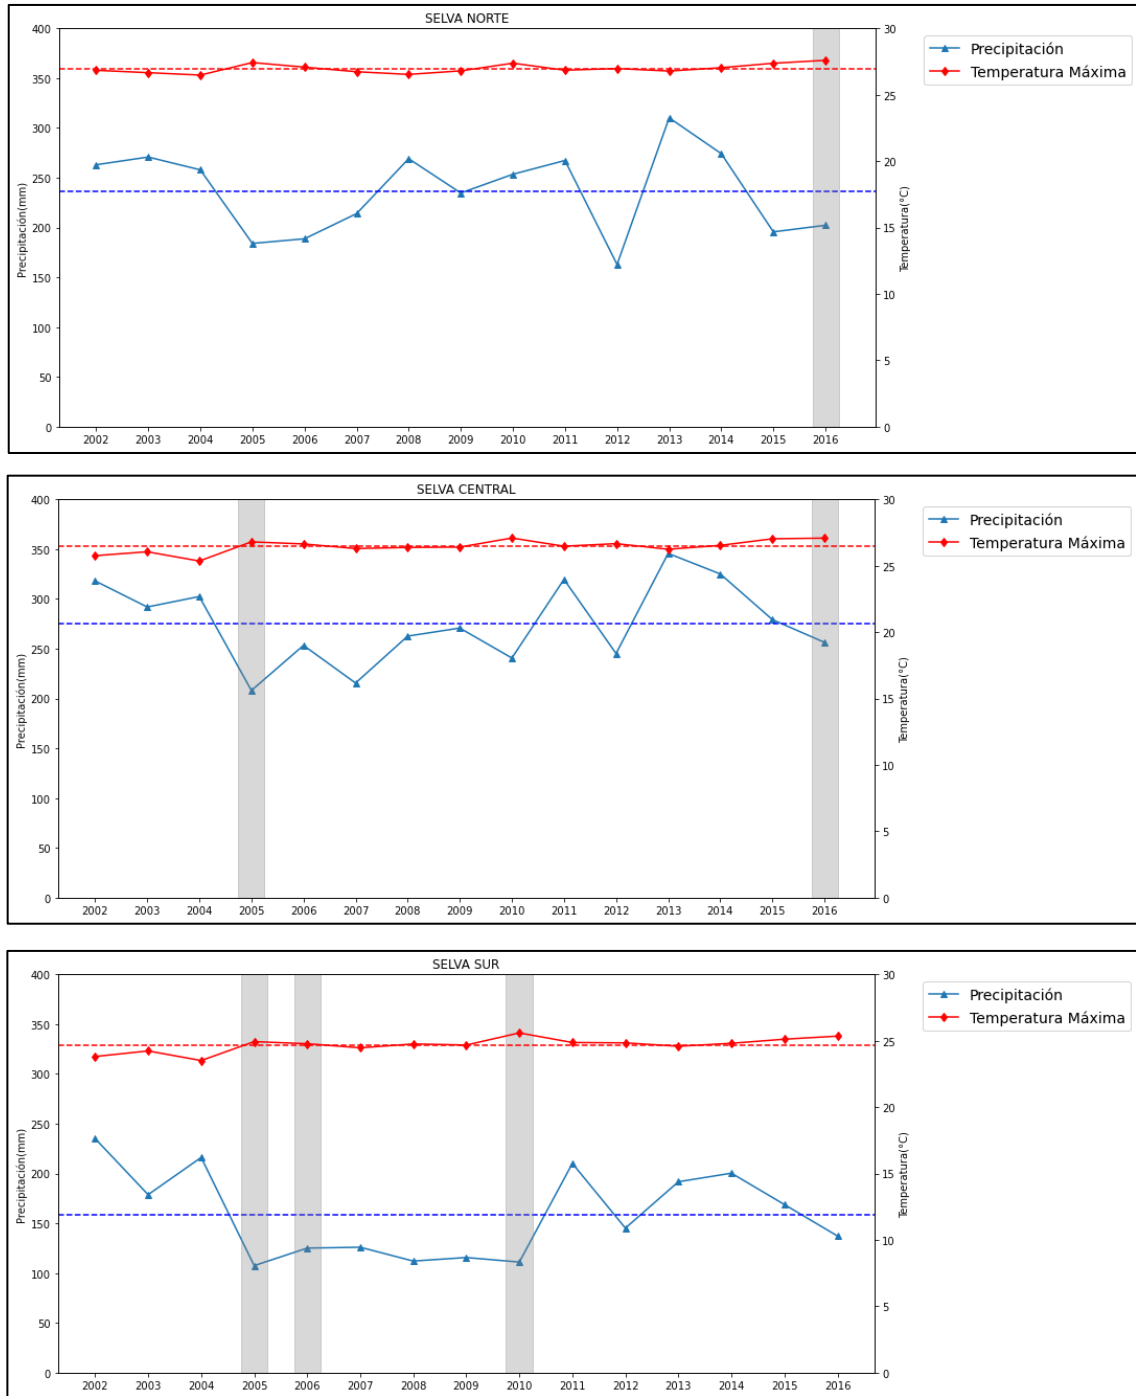 SELVA NORTE
400
350
300
250
200
150
100
50
0
Precipitación(mm)
30
25
20
15
10
5
0
Temperatura(°C)
2002 2003 2004 2005 2006 2007 2008 2009 2010 2011 2012 2013 2014 2015 2016
Precipitación
Temperatura Máxima
SELVA CENTRAL
400
350
300
250
200
150
100
50
0
Precipitación(mm)
30
25
20
15
10
5
0
Temperatura(°C)
2002 2003 2004 2005 2006 2007 2008 2009 2010 2011 2012 2013 2014 2015 2016
Precipitación
Temperatura Máxima
SELVA SUR
400
350
300
250
200
150
100
50
0
Precipitación(mm)
30
25
20
15
10
5
0
Temperatura(°C)
2002 2003 2004 2005 2006 2007 2008 2009 2010 2011 2012 2013 2014 2015 2016
Precipitación
Temperatura Máxima